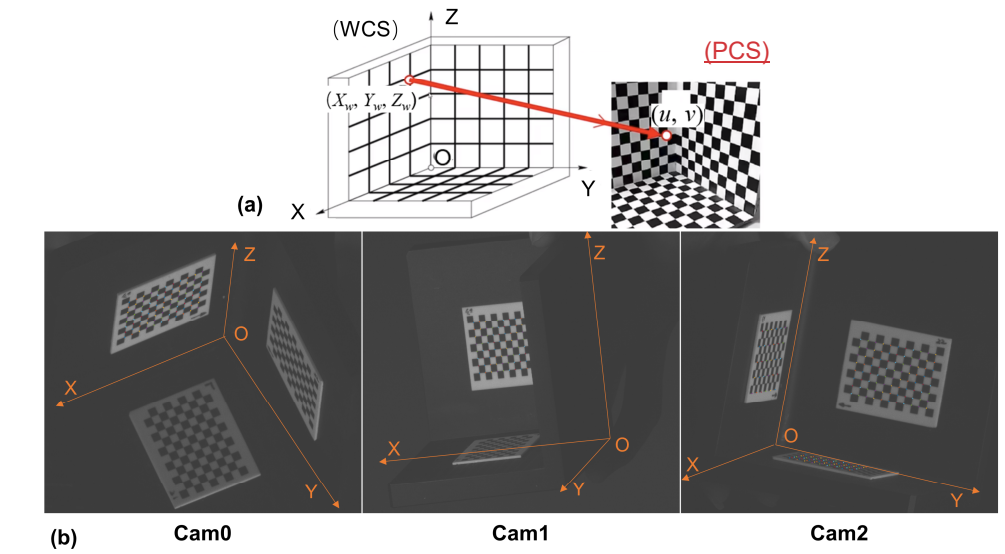 Z
(WCS)
(PCS)
(Xw, Yw, Zw)
(u, v)
O
Y
X
(a)
Z
O
X
Y
Z
X
O
Y
Z
O
X
Y
(b)
Cam0
Cam1
Cam2